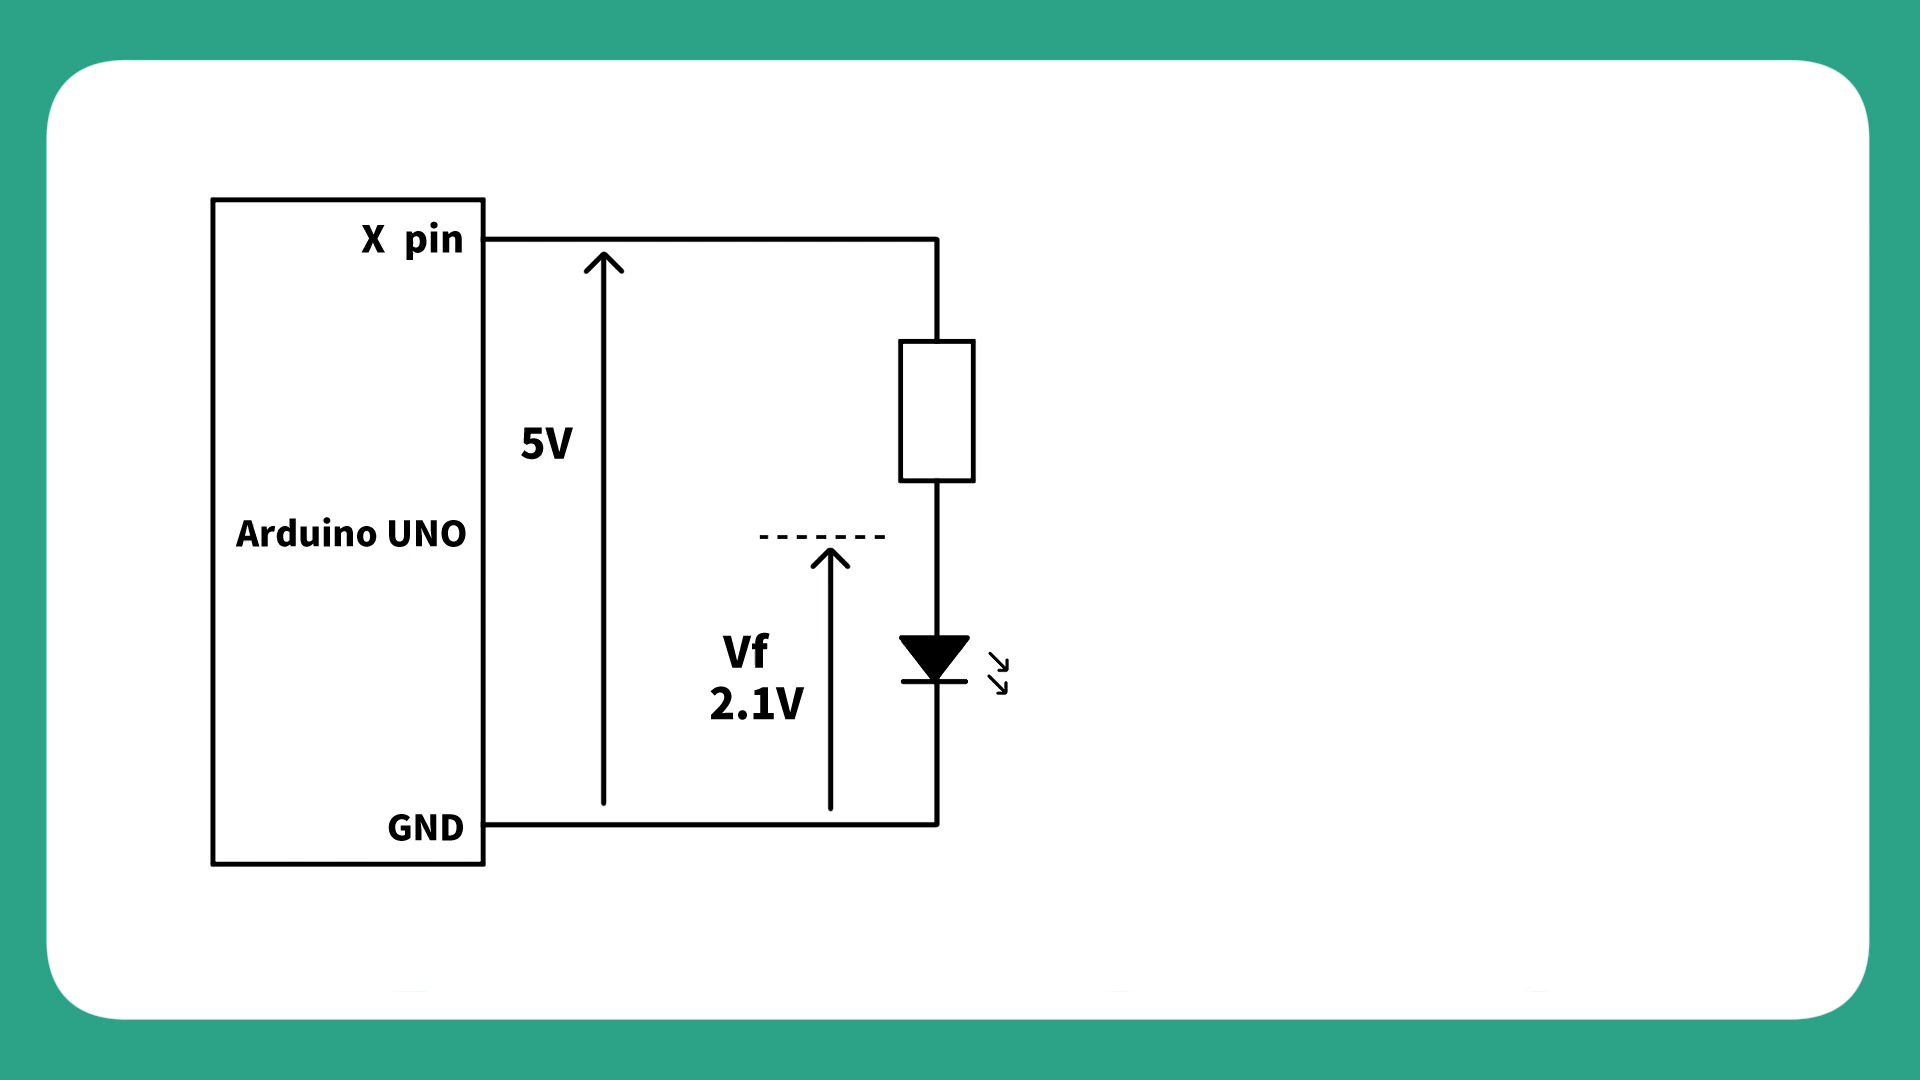 X pin
5V
Arduino UNO
Vf
2.1V
GND